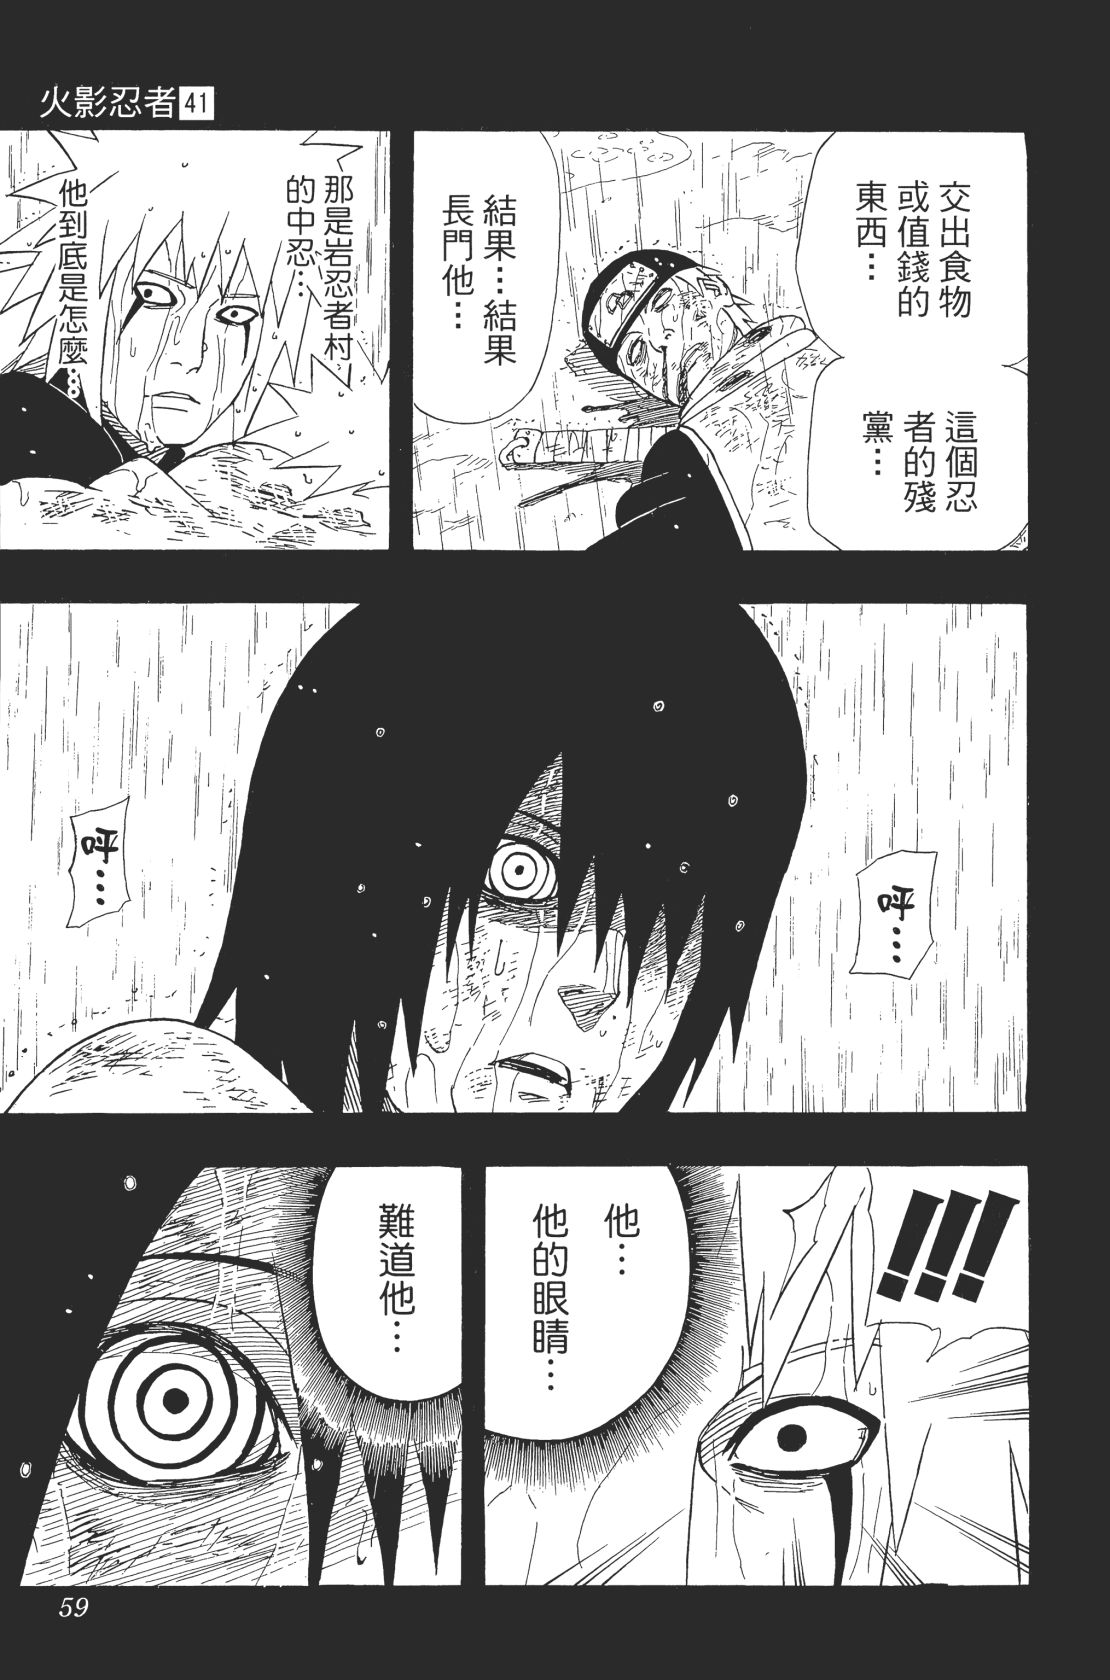 火影忍者41
交出食物
或值錢的
東西…
這個忍
者的殘
黨…
結果…結果
長門他…
那是岩忍者村
的中忍…
他到底是怎麼…
呼…
呼…
!!!
他…
他的眼睛…
難道他…
59